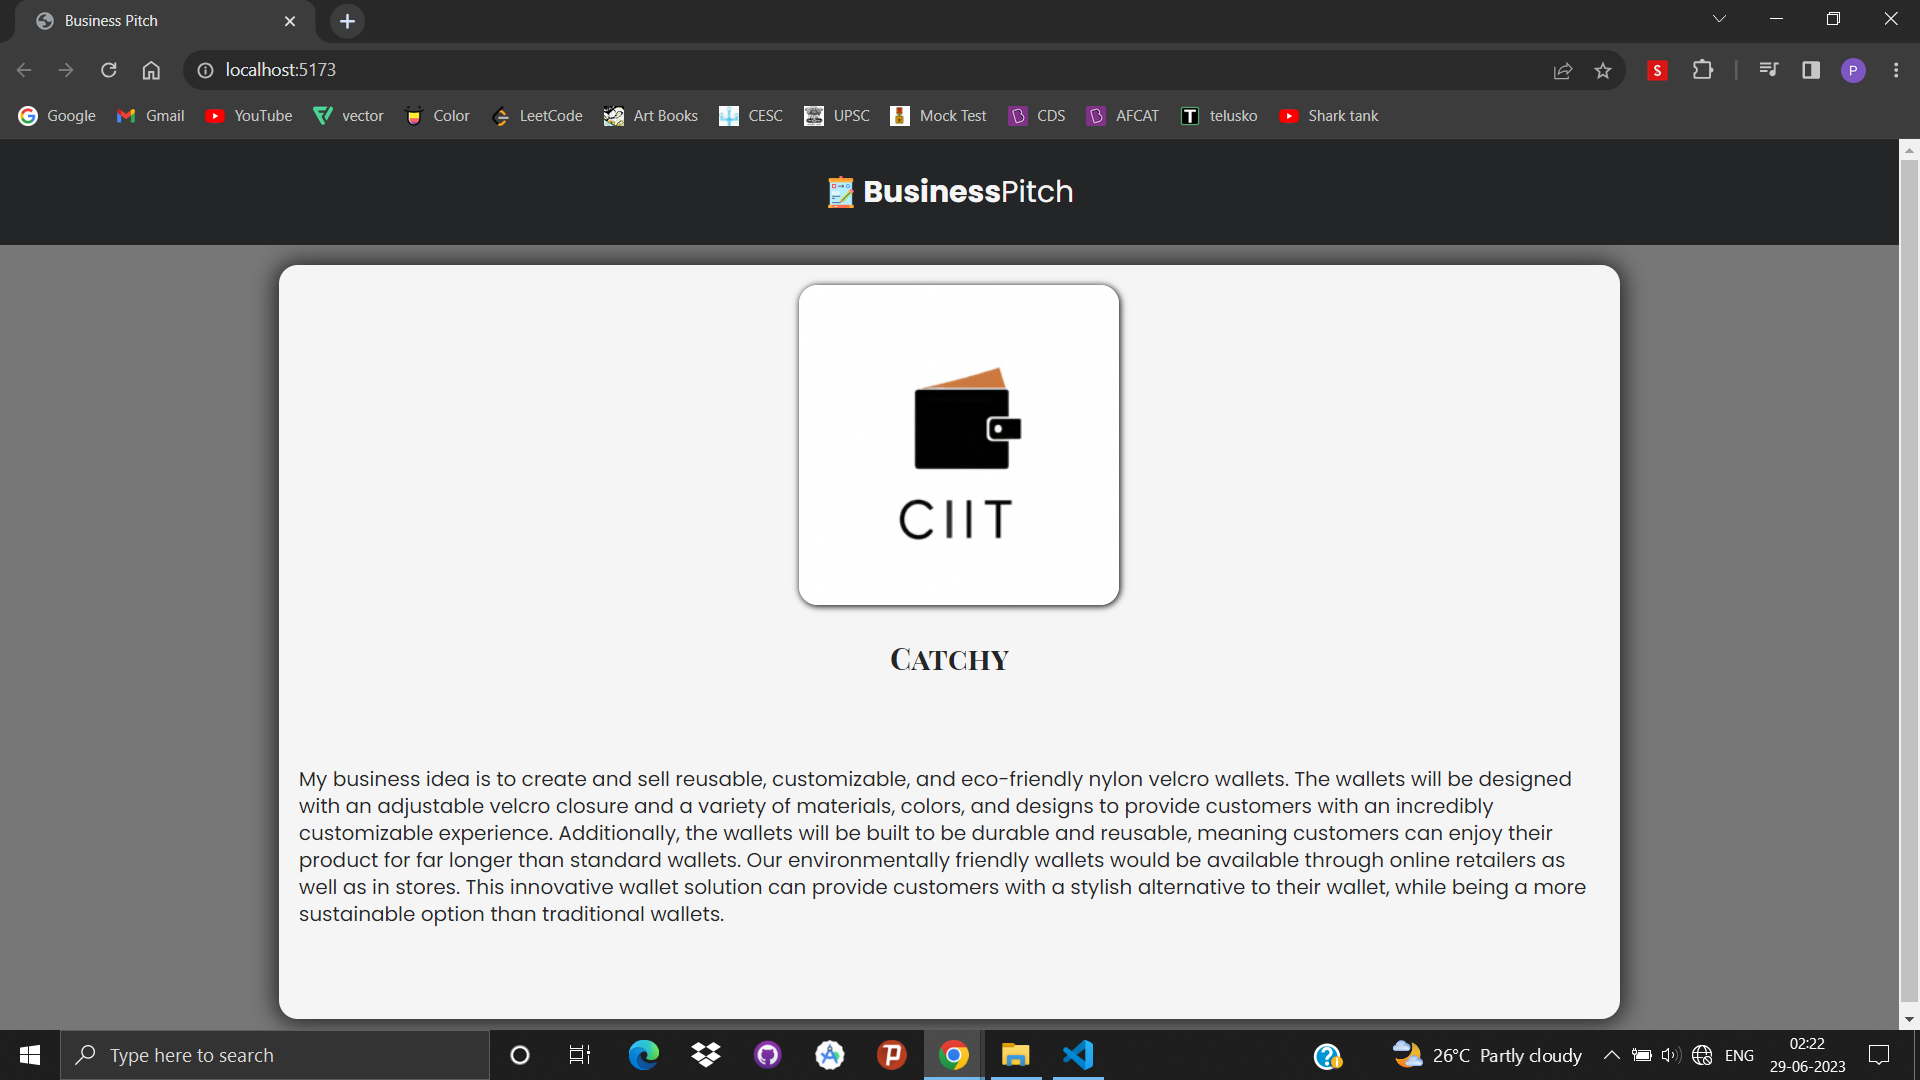 Business Pitch
localhost:5173
S
P
Google Gmail YouTube vector Color LeetCode Art Books CESC UPSC Mock Test CDS AFCAT telusko Shark tank
BusinessPitch
CIIT
Catchy
My business idea is to create and sell reusable, customizable, and eco-friendly nylon velcro wallets. The wallets will be designed
with an adjustable velcro closure and a variety of materials, colors, and designs to provide customers with an incredibly
customizable experience. Additionally, the wallets will be built to be durable and reusable, meaning customers can enjoy their
product for far longer than standard wallets. Our environmentally friendly wallets would be available through online retailers as
well as in stores. This innovative wallet solution can provide customers with a stylish alternative to their wallet, while being a more
sustainable option than traditional wallets.
Type here to search
26°C Partly cloudy
ENG
02:22
29-06-2023